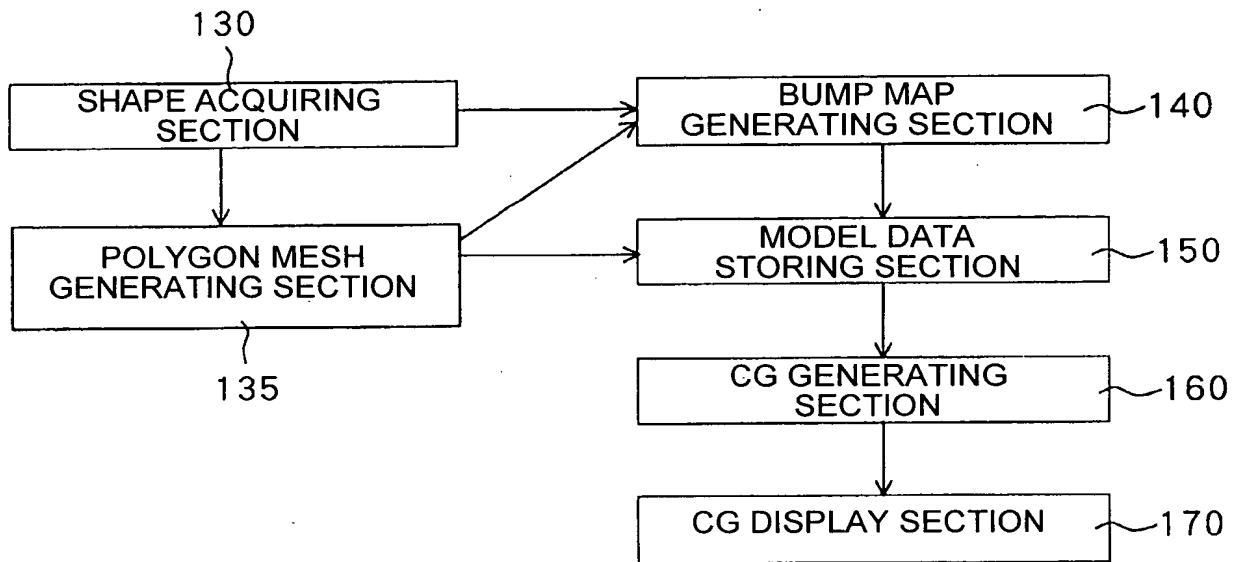 130
SHAPE ACQUIRING
SECTION
POLYGON MESH
GENERATING SECTION
135
BUMP MAP
GENERATING SECTION
140
MODEL DATA
STORING SECTION
150
CG GENERATING
SECTION
160
CG DISPLAY SECTION
170